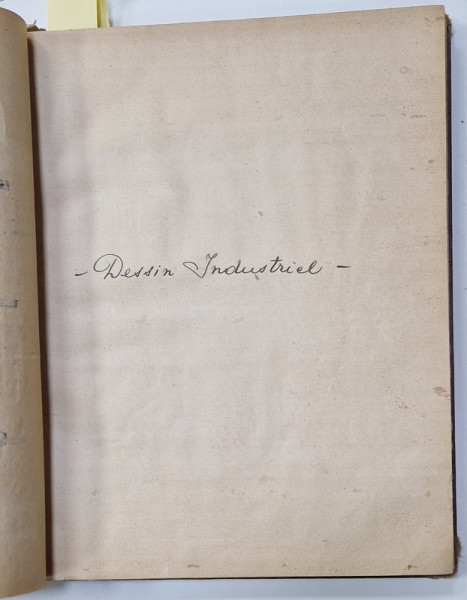 - Dessin Industriel -